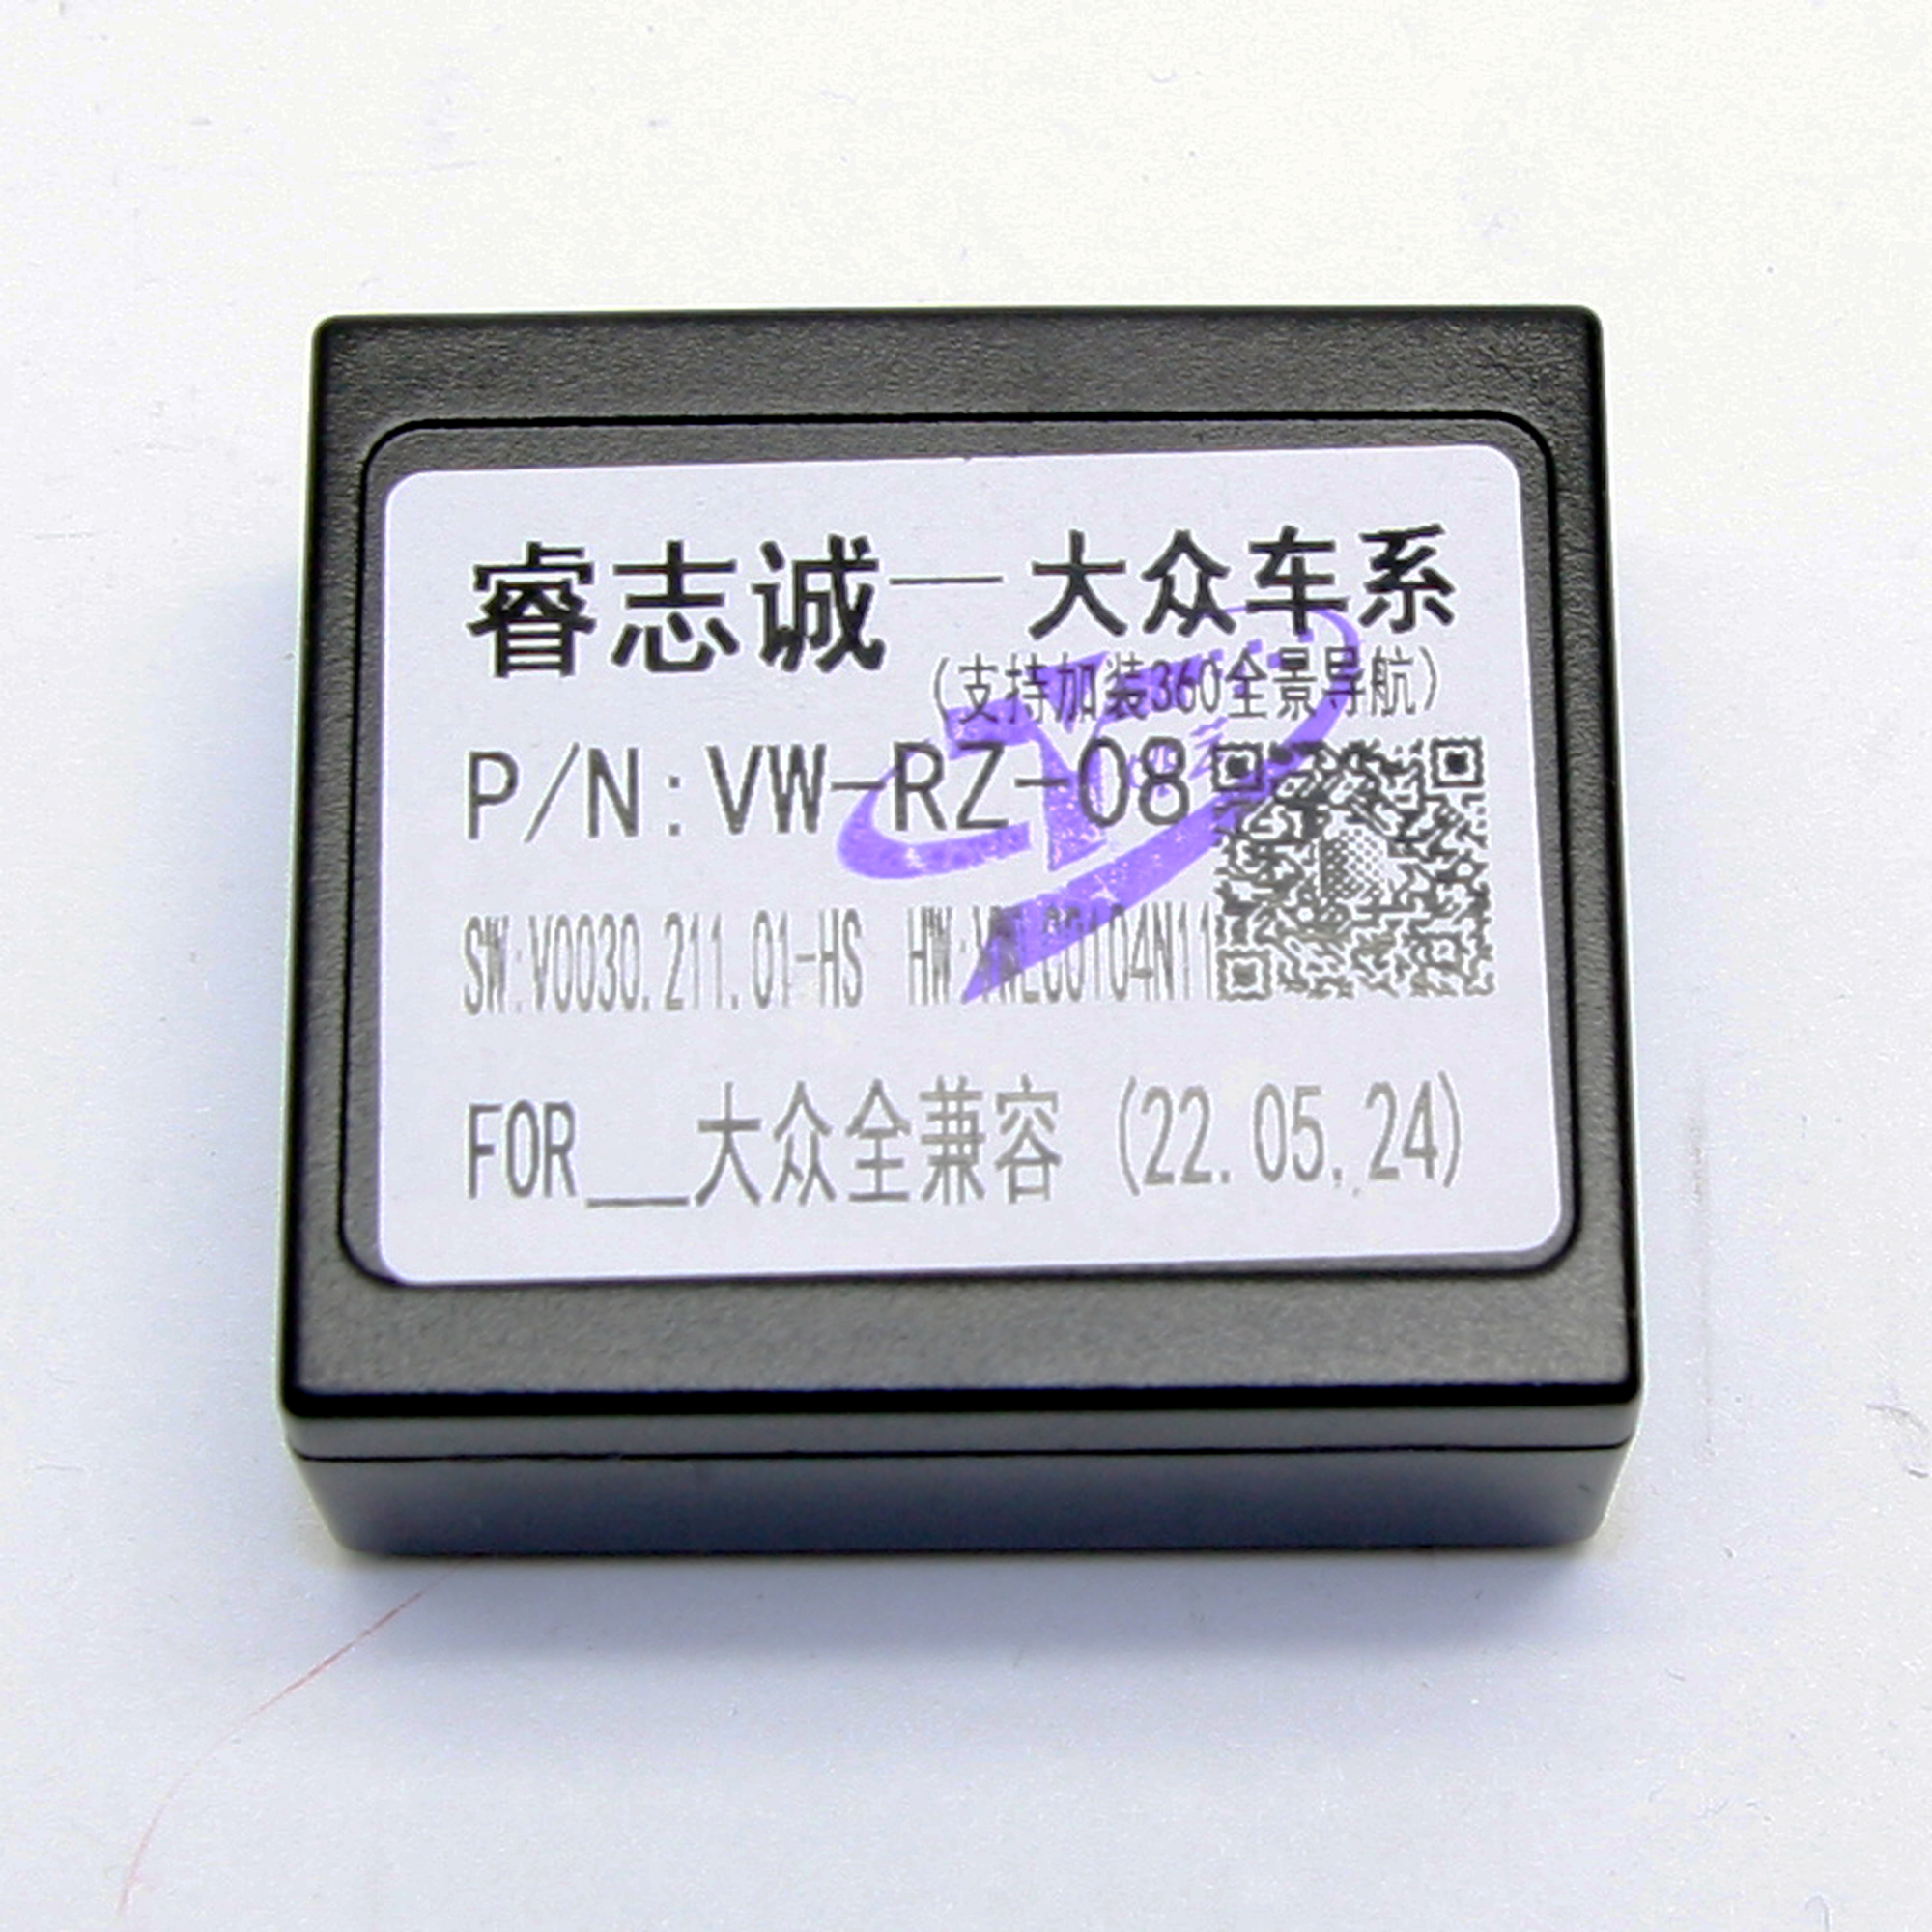 睿志诚—大众车系
(支持加装360全景导航)
P/N:VW-RZ-08
SW:V0030.211.01-HS HW:
FOR__大众全兼容 (22.05.24)